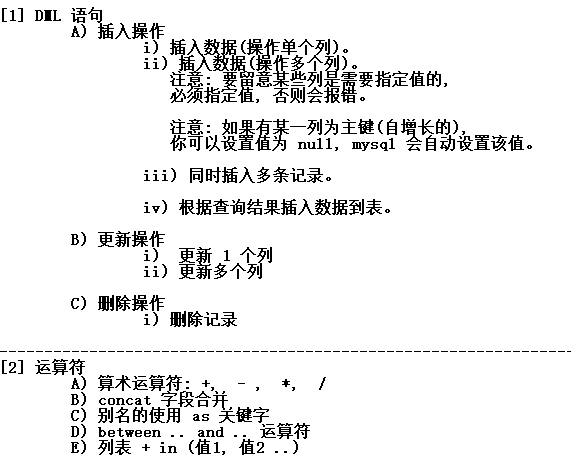 [1] DML 语句
A) 插入操作
i) 插入数据(操作单个列)。
ii) 插入数据(操作多个列)。
注意: 要留意某些列是需要指定值的,
必须指定值, 否则会报错。
注意: 如果有某一列为主键(自增长的),
你可以设置值为 null, mysql 会自动设置该值。
iii) 同时插入多条记录。
iv) 根据查询结果插入数据到表。
B) 更新操作
i) 更新 1 个列
ii) 更新多个列
C) 删除操作
i) 删除记录
[2] 运算符
A) 算术运算符: +, - , *, /
B) concat 字段合并
C) 别名的使用 as 关键字
D) between .. and .. 运算符
E) 列表 + in (值1, 值2 ..)